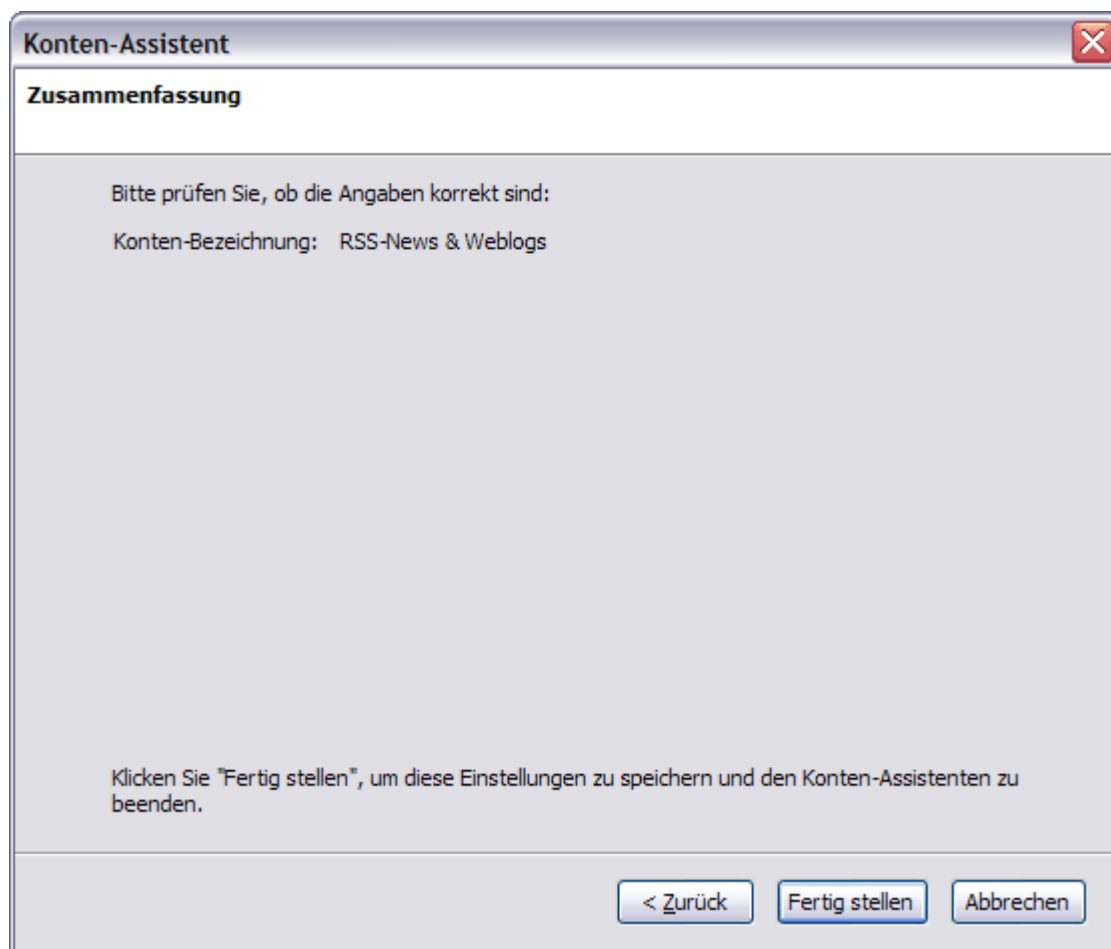 Konten-Assistent
Zusammenfassung
Bitte prüfen Sie, ob die Angaben korrekt sind:
Konten-Bezeichnung: RSS-News & Weblogs
Klicken Sie "Fertig stellen", um diese Einstellungen zu speichern und den Konten-Assistenten zu
beenden.
< Zurück Fertig stellen Abbrechen